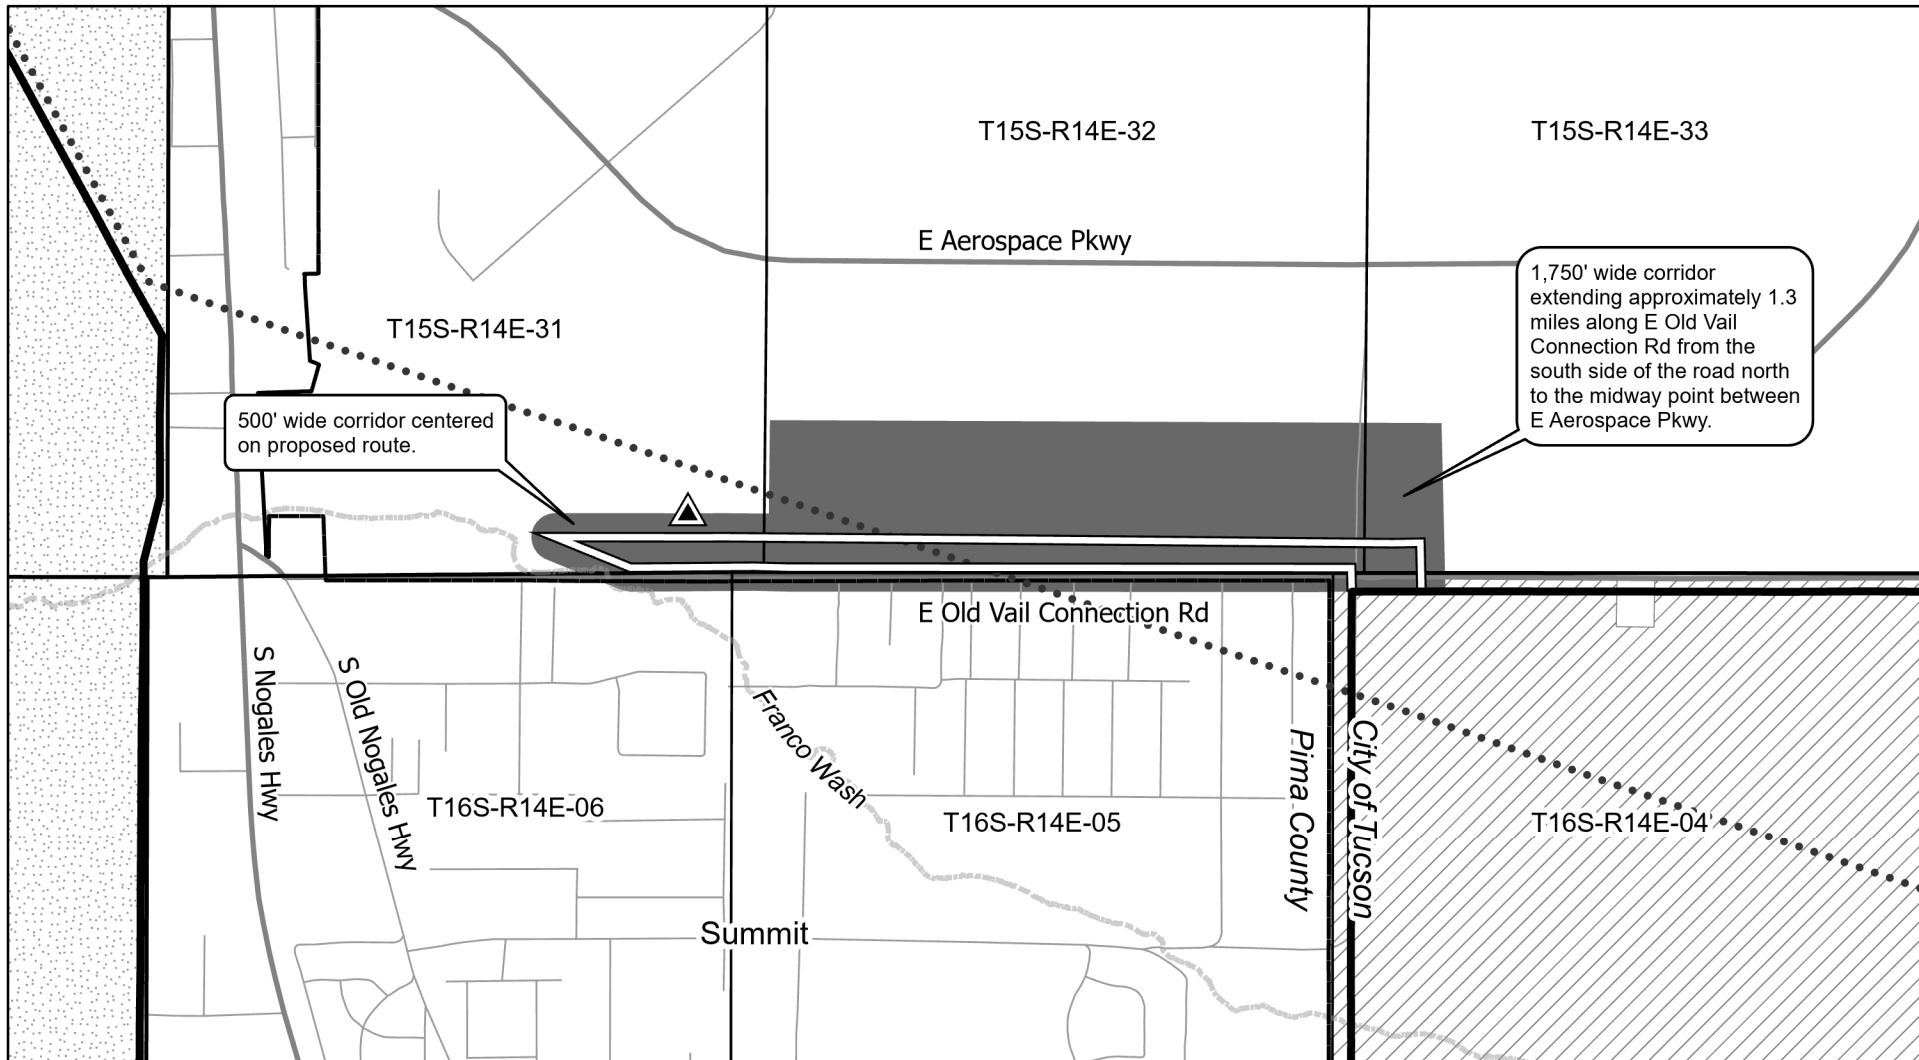 T15S-R14E-32
T15S-R14E-33
E Aerospace Pkwy
1,750' wide corridor
extending approximately 1.3
miles along E Old Vail
Connection Rd from the
south side of the road north
to the midway point between
E Aerospace Pkwy.
T15S-R14E-31
500' wide corridor centered
on proposed route.
E Old Vail Connection Rd
S Nogales Hwy
S Old Nogales Hwy
Franco Wash
Pima County
City of Tucson
T16S-R14E-06
T16S-R14E-05
T16S-R14E-04
Summit